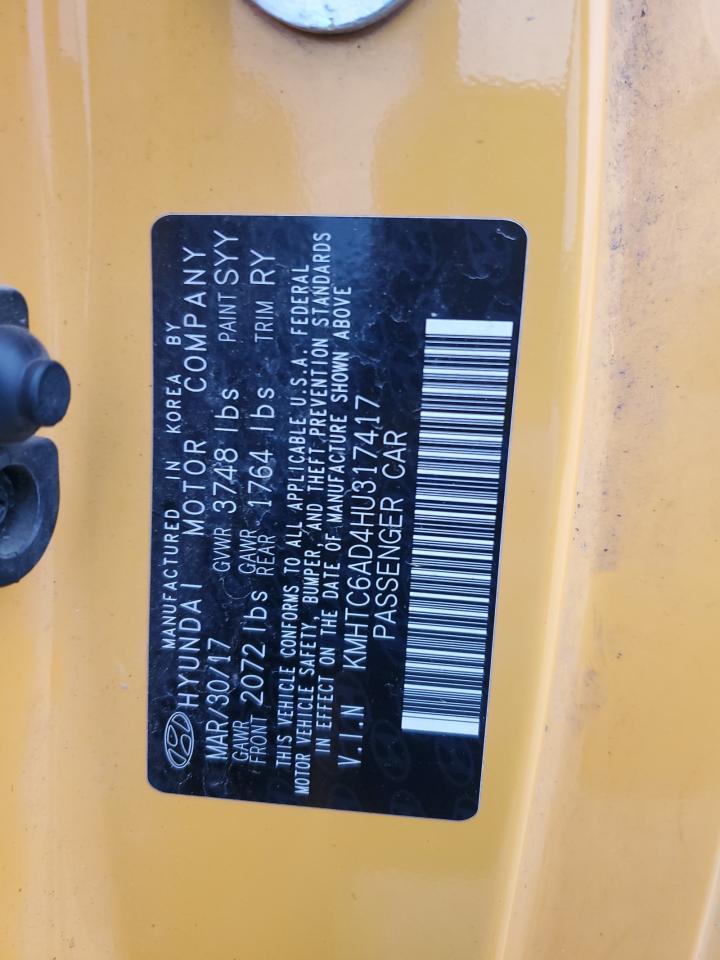 MANUFACTURED IN KOREA BY
HYUNDAI MOTOR COMPANY
MAR/30/17 GVWR 3748 lbs PAINT SYY
GAWR FRONT 2072 lbs GAWR REAR 1764 lbs TRIM RY
THIS VEHICLE CONFORMS TO ALL APPLICABLE U.S.A. FEDERAL
MOTOR VEHICLE SAFETY, BUMPER, AND THEFT PREVENTION STANDARDS
IN EFFECT ON THE DATE OF MANUFACTURE SHOWN ABOVE
V.I.N KMHTC6AD4HU317417
PASSENGER CAR